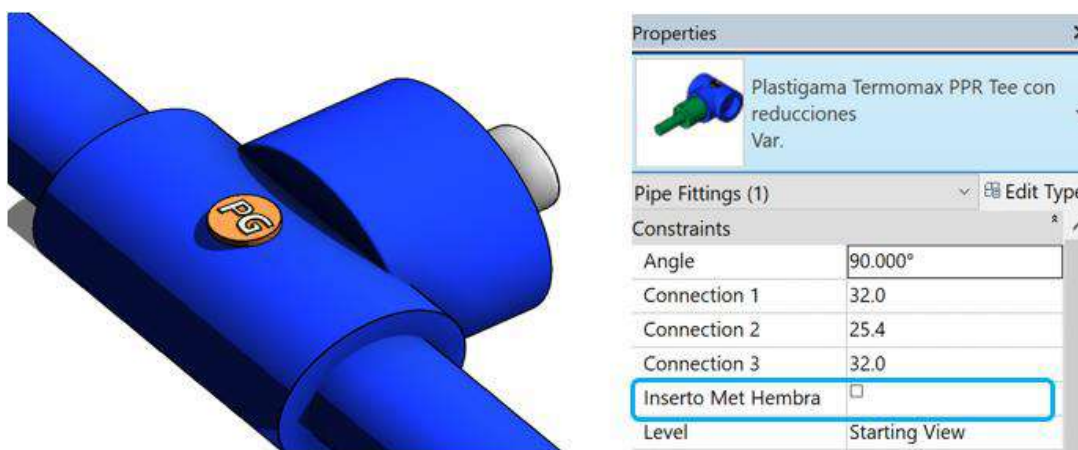 PG
Properties
Plastigama Termomax PPR Tee con
reducciones
Var.
Pipe Fittings (1)
Edit Type
Constraints
Angle 90.000°
Connection 1 32.0
Connection 2 25.4
Connection 3 32.0
Inserto Met Hembra
Level Starting View